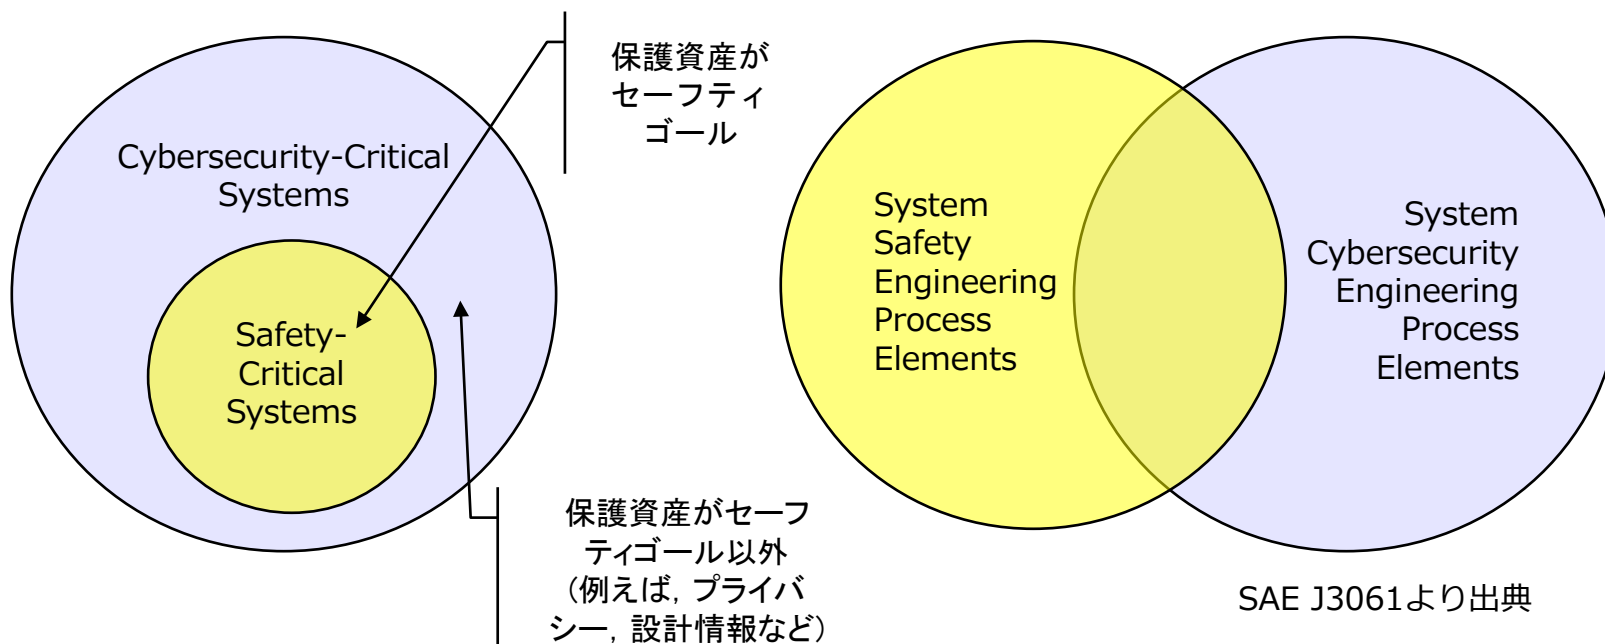 保護資産が
セーフティ
ゴール
Cybersecurity-Critical
Systems
Safety-
Critical
Systems
保護資産がセーフ
ティゴール以外
(例えば, プライバ
シー, 設計情報など)
System
Safety
Engineering
Process
Elements
System
Cybersecurity
Engineering
Process
Elements
SAE J3061より出典